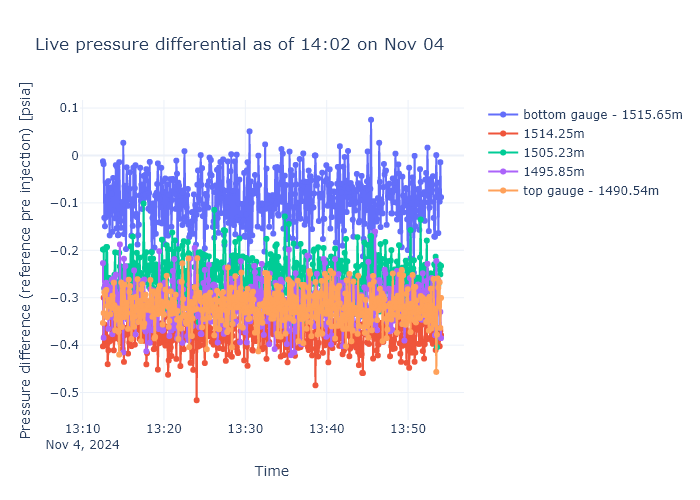 Live pressure differential as of 14:02 on Nov 04
Pressure difference (reference pre injection) [psia]
0.1
0
−0.1
−0.2
−0.3
−0.4
−0.5
13:10
13:20
13:30
13:40
13:50
Nov 4, 2024
Time
bottom gauge - 1515.65m
1514.25m
1505.23m
1495.85m
top gauge - 1490.54m